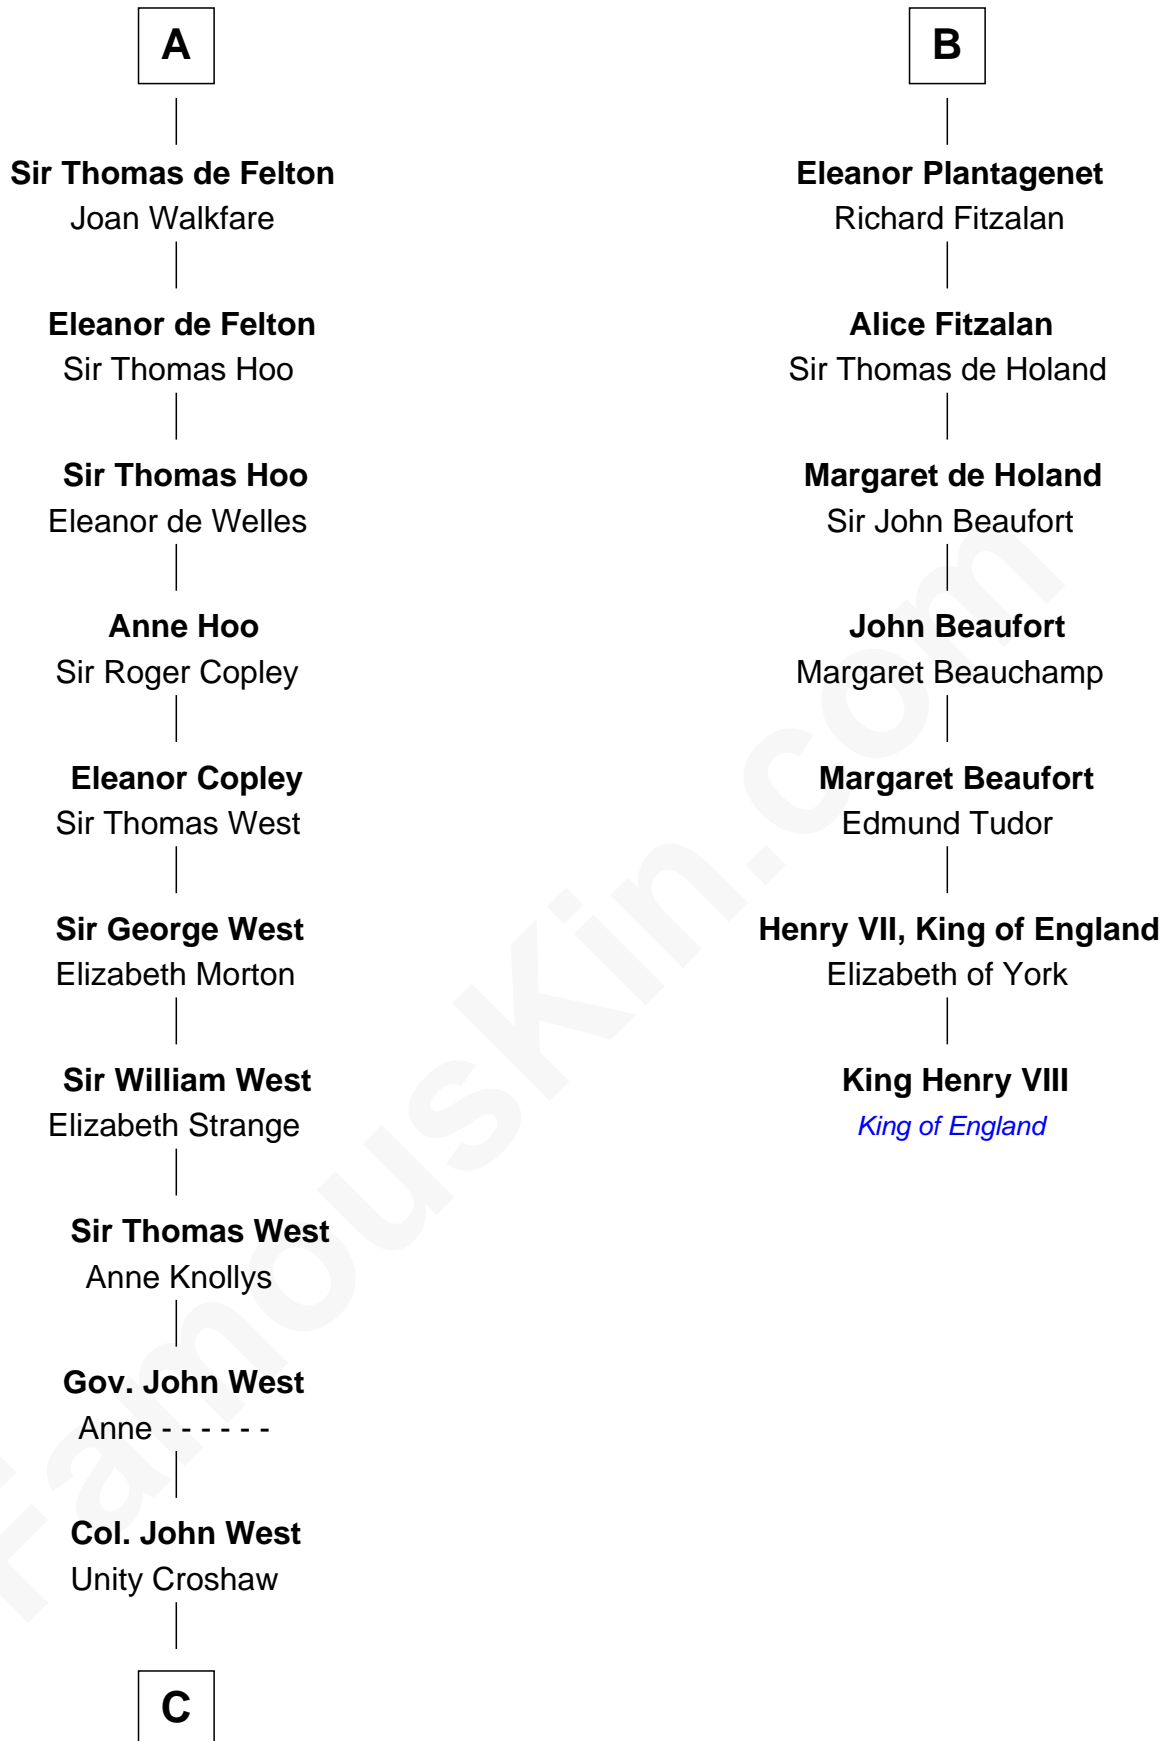 A
Sir Thomas de Felton
Joan Walkfare
Eleanor de Felton
Sir Thomas Hoo
Sir Thomas Hoo
Eleanor de Welles
Anne Hoo
Sir Roger Copley
Eleanor Copley
Sir Thomas West
Sir George West
Elizabeth Morton
Sir William West
Elizabeth Strange
Sir Thomas West
Anne Knollys
Gov. John West
Anne - - - - - -
Col. John West
Unity Croshaw
C
B
Eleanor Plantagenet
Richard Fitzalan
Alice Fitzalan
Sir Thomas de Holand
Margaret de Holand
Sir John Beaufort
John Beaufort
Margaret Beauchamp
Margaret Beaufort
Edmund Tudor
Henry VII, King of England
Elizabeth of York
King Henry VIII
King of England
FamousKin.com